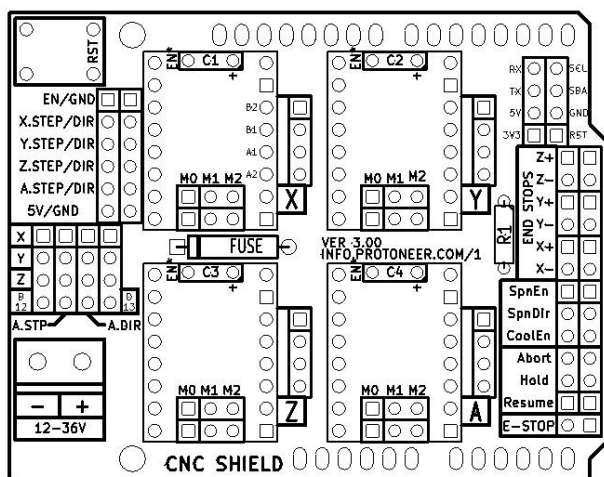 RST
EN/GND
X.STEP/DIR
Y.STEP/DIR
Z.STEP/DIR
A.STEP/DIR
5V/GND
X
Y
Z
D
12
D
13
A.STP
A.DIR
- +
12-36V
EN*
C1
+
B2
B1
A1
A2
M0 M1 M2
X
EN*
C2
+
M0 M1 M2
Y
FUSE
VER 3.00
INFO.PROTONEER.COM/1
R1
EN*
C3
+
M0 M1 M2
Z
EN*
C4
+
M0 M1 M2
A
CNC SHIELD
RX SCL
TX SDA
5V GND
3V3 RST
END STOPS
Z+
Z-
Y+
Y-
X+
X-
SpnEn
SpnDir
CoolEn
Abort
Hold
Resume
E-STOP